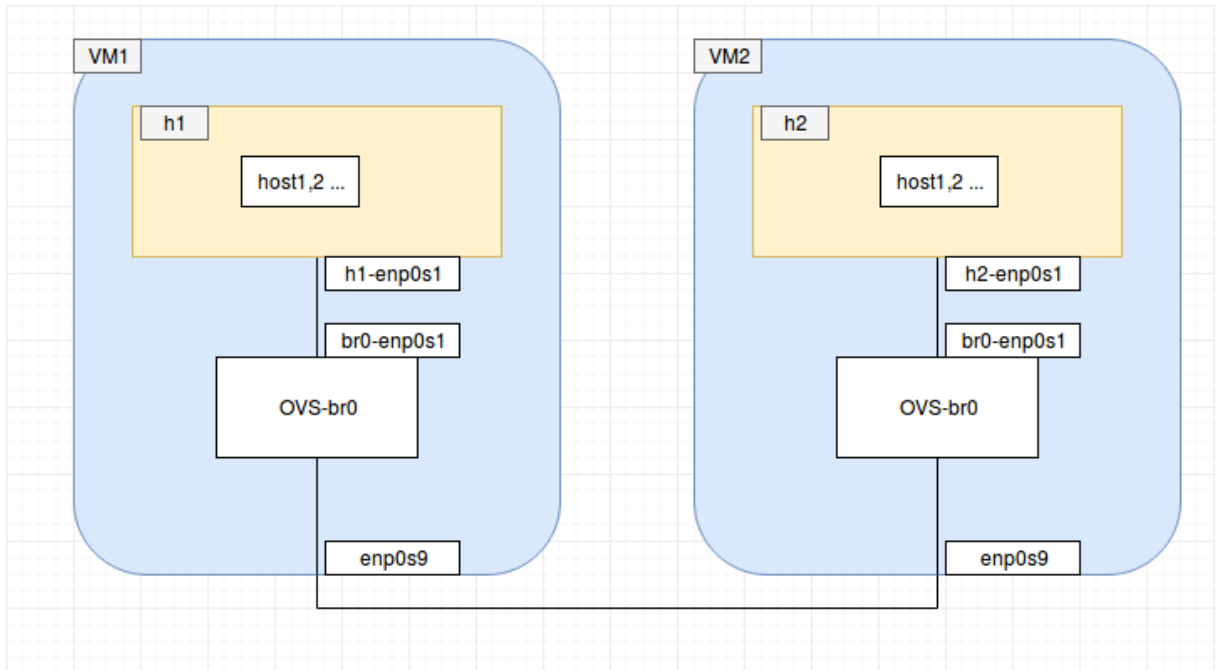 VM1
VM2
h1
h2
host1,2 ...
host1,2 ...
h1-enp0s1
h2-enp0s1
br0-enp0s1
br0-enp0s1
OVS-br0
OVS-br0
enp0s9
enp0s9